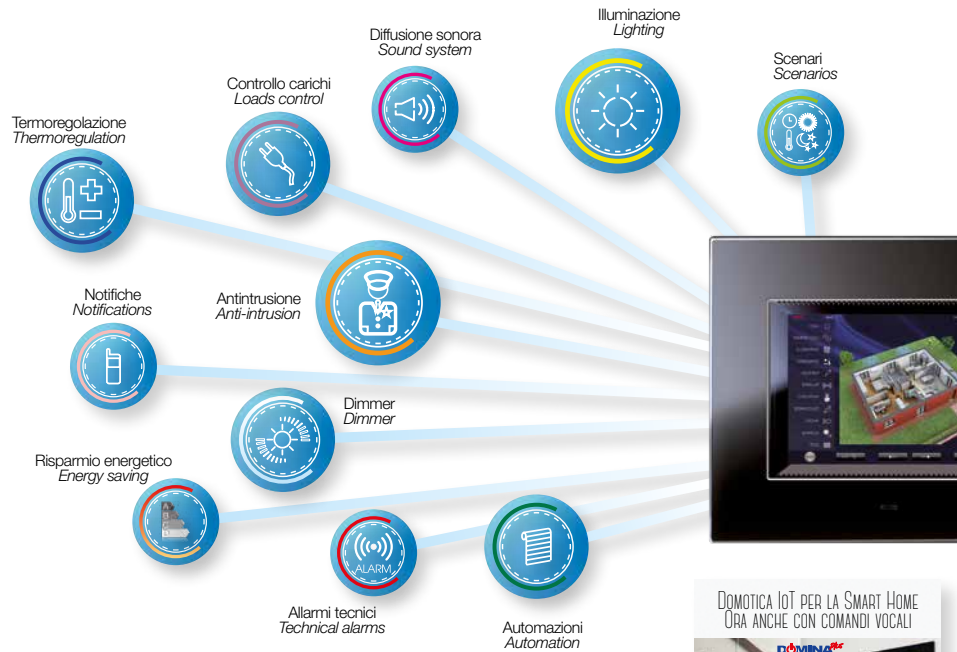 Illuminazione
Lighting
Diffusione sonora
Sound system
Scenari
Scenarios
Controllo carichi
Loads control
Termoregolazione
Thermoregulation
Notifiche
Notifications
Antintrusione
Anti-intrusion
Dimmer
Dimmer
Risparmio energetico
Energy saving
ALARM
Allarmi tecnici
Technical alarms
Automazioni
Automation
DOMOTICA IoT PER LA SMART HOME
ORA ANCHE CON COMANDI VOCALI
DOMINA plus